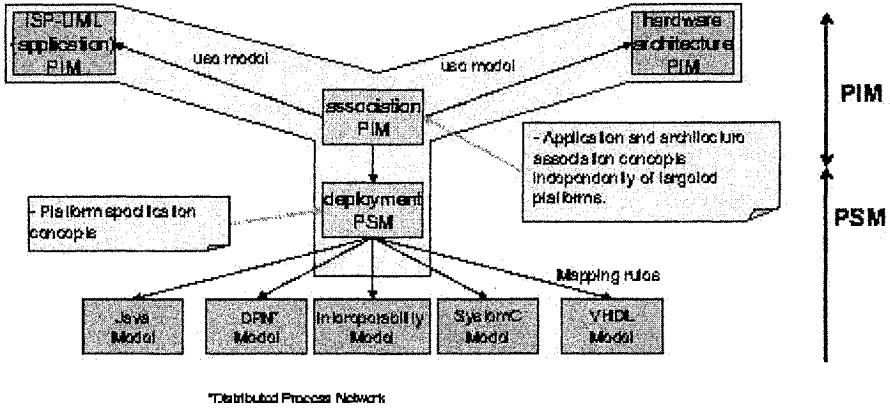 ISP-UML
(application)
PIM
hardware
architecture
PIM
use model
use model
association
PIM
PIM
- Application and architecture
association concepts
independently of targeted
platforms.
- Platform specification
concepts
deployment
PSM
PSM
Mapping rules
Java
Model
DPN*
Model
Interoperability
Model
SystemC
Model
VHDL
Model
*Distributed Process Network